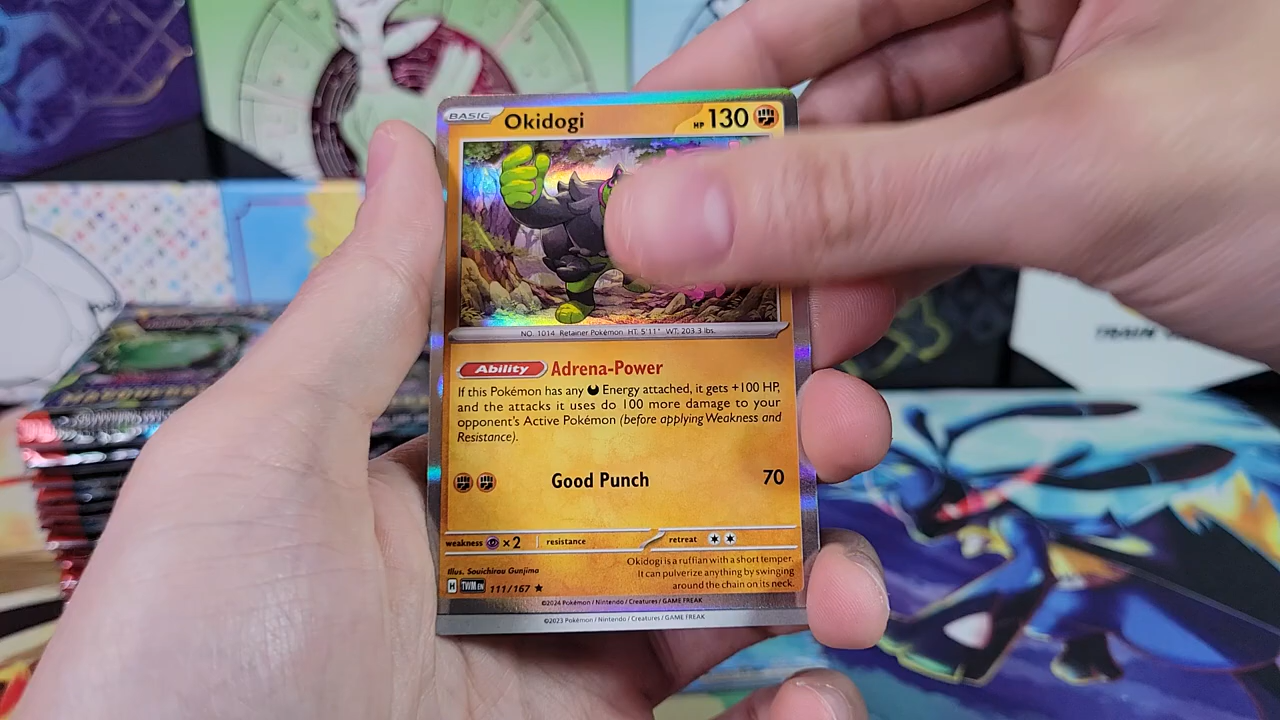 BASIC Okidogi HP 130
NO. 1014 Retainer Pokémon HT: 5'11" WT: 203.3 lbs.
Ability Adrena-Power
If this Pokémon has any Energy attached, it gets +100 HP,
and the attacks it uses do 100 more damage to your
opponent's Active Pokémon (before applying Weakness and
Resistance).
Good Punch 70
weakness ×2 resistance retreat
Illus. Souichirou Gunjima
Okidogi is a ruffian with a short temper.
It can pulverize anything by swinging
around the chain on its neck.
H TWM EN 111/167 ★
©2024 Pokémon / Nintendo / Creatures / GAME FREAK
©2023 Pokémon / Nintendo / Creatures / GAME FREAK